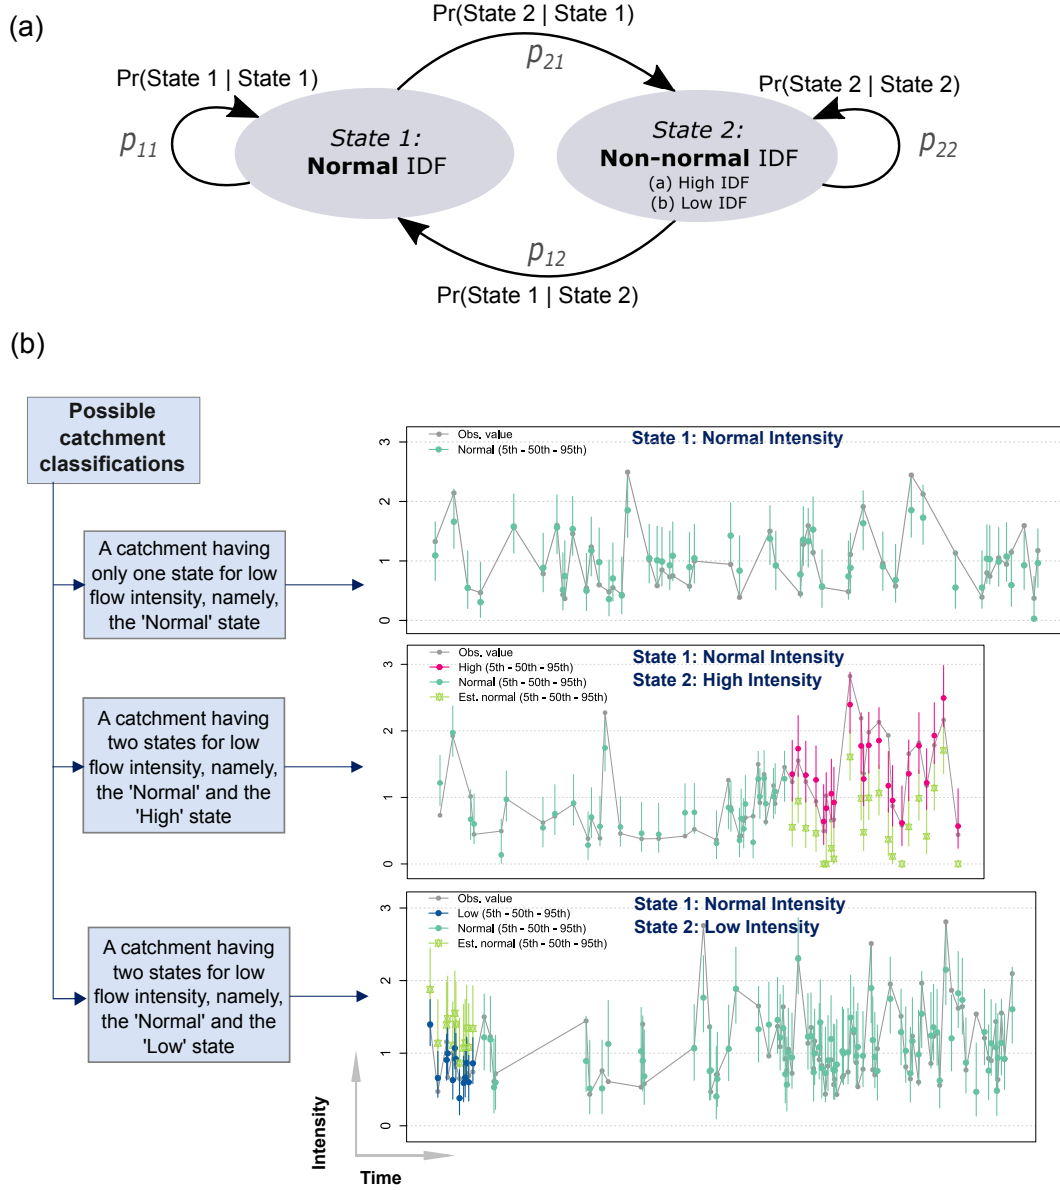 (a)
Pr(State 2 | State 1)
p21
Pr(State 1 | State 1)
Pr(State 2 | State 2)
p11
State 1:
Normal IDF
State 2:
Non-normal IDF
(a) High IDF
(b) Low IDF
p22
p12
Pr(State 1 | State 2)
(b)
Possible
catchment
classifications
A catchment having
only one state for low
flow intensity, namely,
the 'Normal' state
A catchment having
two states for low
flow intensity, namely,
the 'Normal' and the
'High' state
A catchment having
two states for low
flow intensity, namely,
the 'Normal' and the
'Low' state
State 1: Normal Intensity
Obs. value
Normal (5th - 50th - 95th)
3
2
1
0
State 1: Normal Intensity
State 2: High Intensity
Obs. value
High (5th - 50th - 95th)
Normal (5th - 50th - 95th)
Est. normal (5th - 50th - 95th)
3
2
1
0
State 1: Normal Intensity
State 2: Low Intensity
Obs. value
Low (5th - 50th - 95th)
Normal (5th - 50th - 95th)
Est. normal (5th - 50th - 95th)
3
2
1
0
Intensity
Time